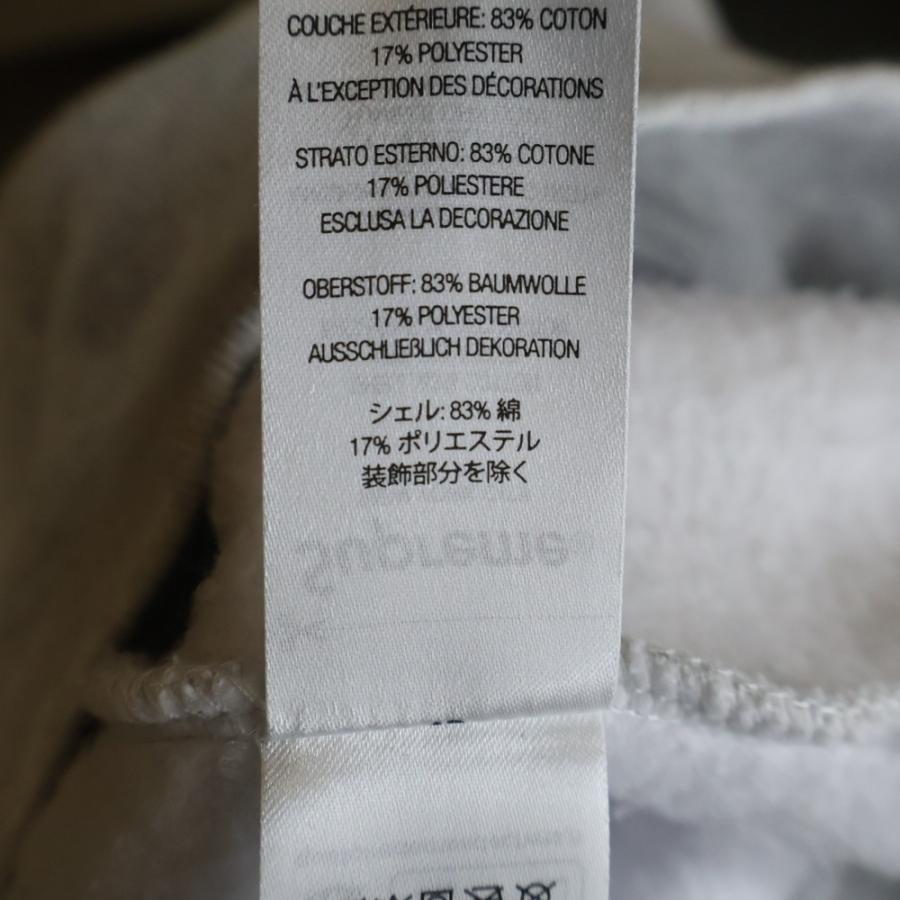 COUCHE EXTÉRIEURE: 83% COTON
17% POLYESTER
À L'EXCEPTION DES DÉCORATIONS
STRATO ESTERNO: 83% COTONE
17% POLIESTERE
ESCLUSA LA DECORAZIONE
OBERSTOFF: 83% BAUMWOLLE
17% POLYESTER
AUSSCHLIEßLICH DEKORATION
シェル: 83% 綿
17% ポリエステル
装飾部分を除く
Supreme